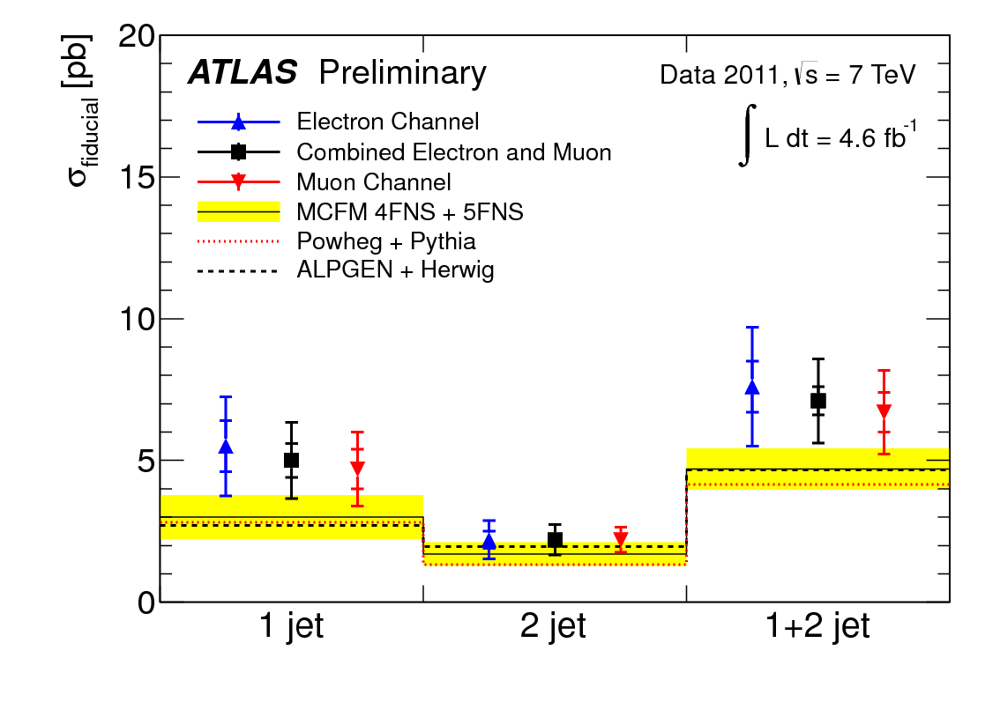 20
15
10
5
0
σfiducial [pb]
ATLAS Preliminary
Data 2011, √s = 7 TeV
∫ L dt = 4.6 fb-1
Electron Channel
Combined Electron and Muon
Muon Channel
MCFM 4FNS + 5FNS
Powheg + Pythia
ALPGEN + Herwig
1 jet
2 jet
1+2 jet